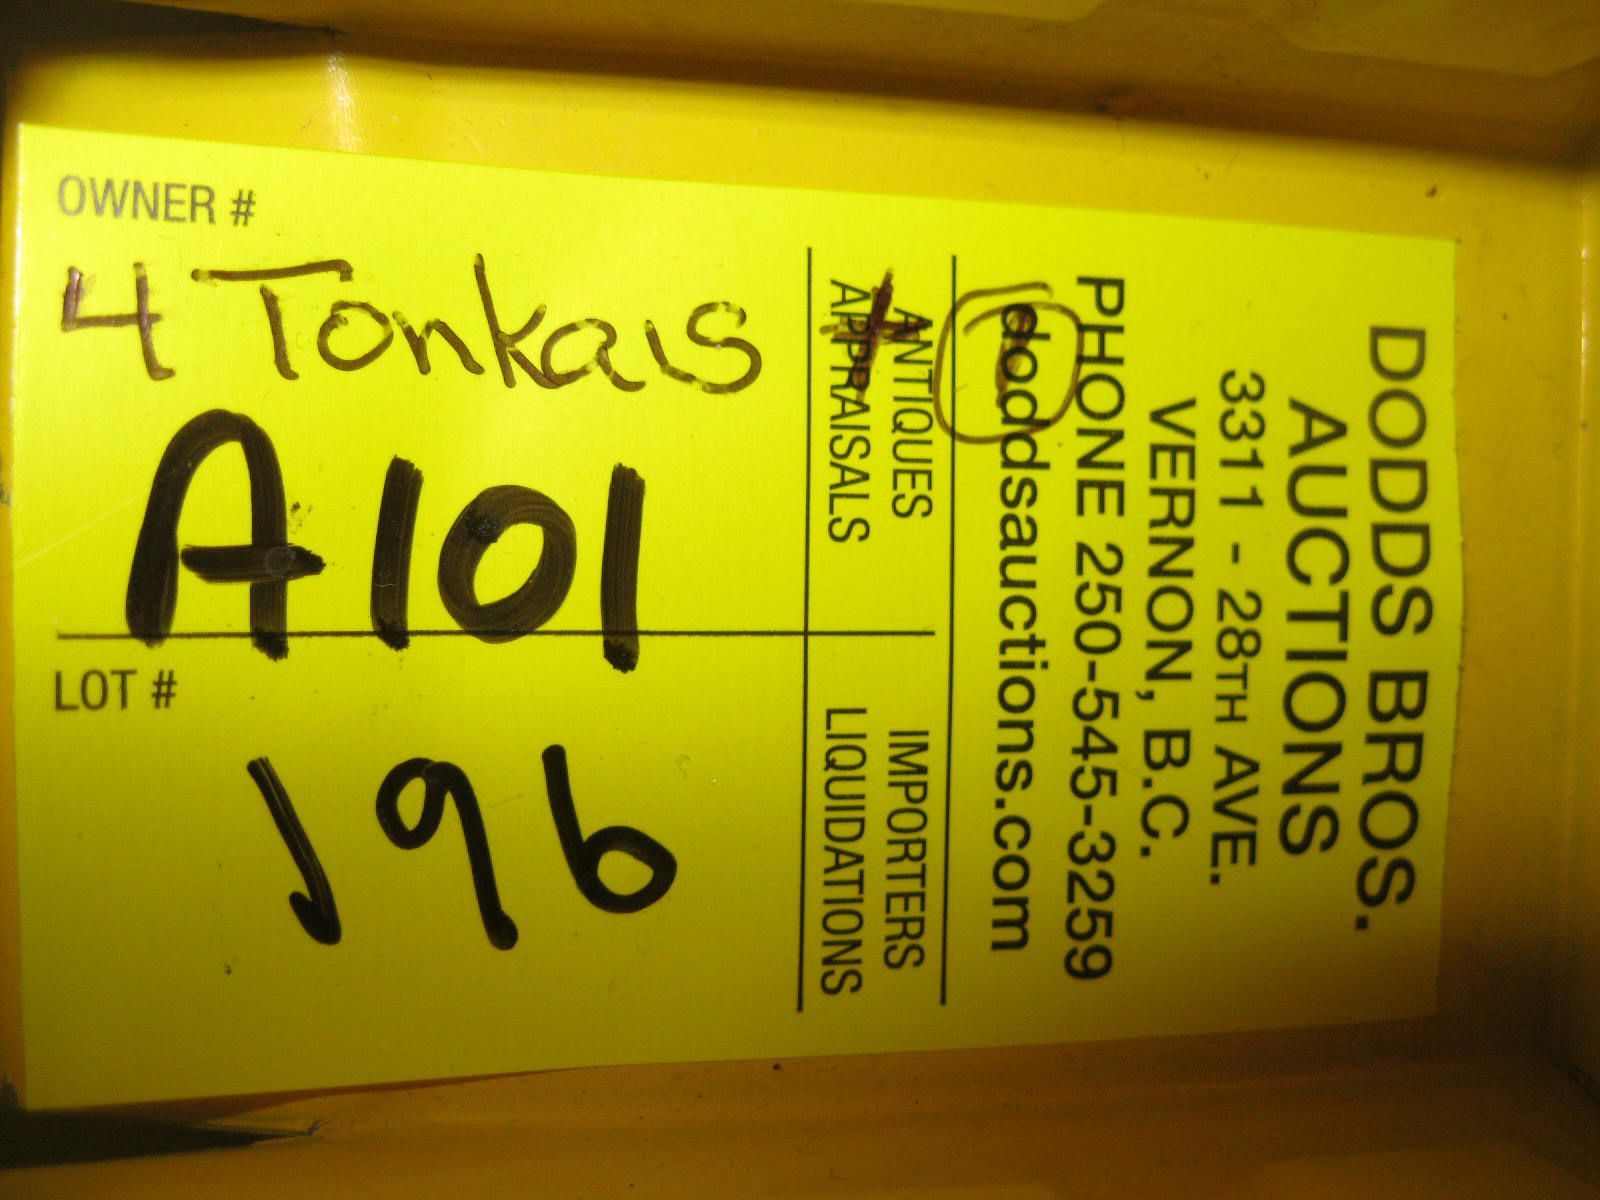 DODDS BROS.
AUCTIONS
3311 - 28TH AVE.
VERNON, B.C.
PHONE 250-545-3259
doddsauctions.com
ANTIQUES
APPRAISALS
IMPORTERS
LIQUIDATIONS
OWNER #
4 Tonkas
A101
LOT #
196